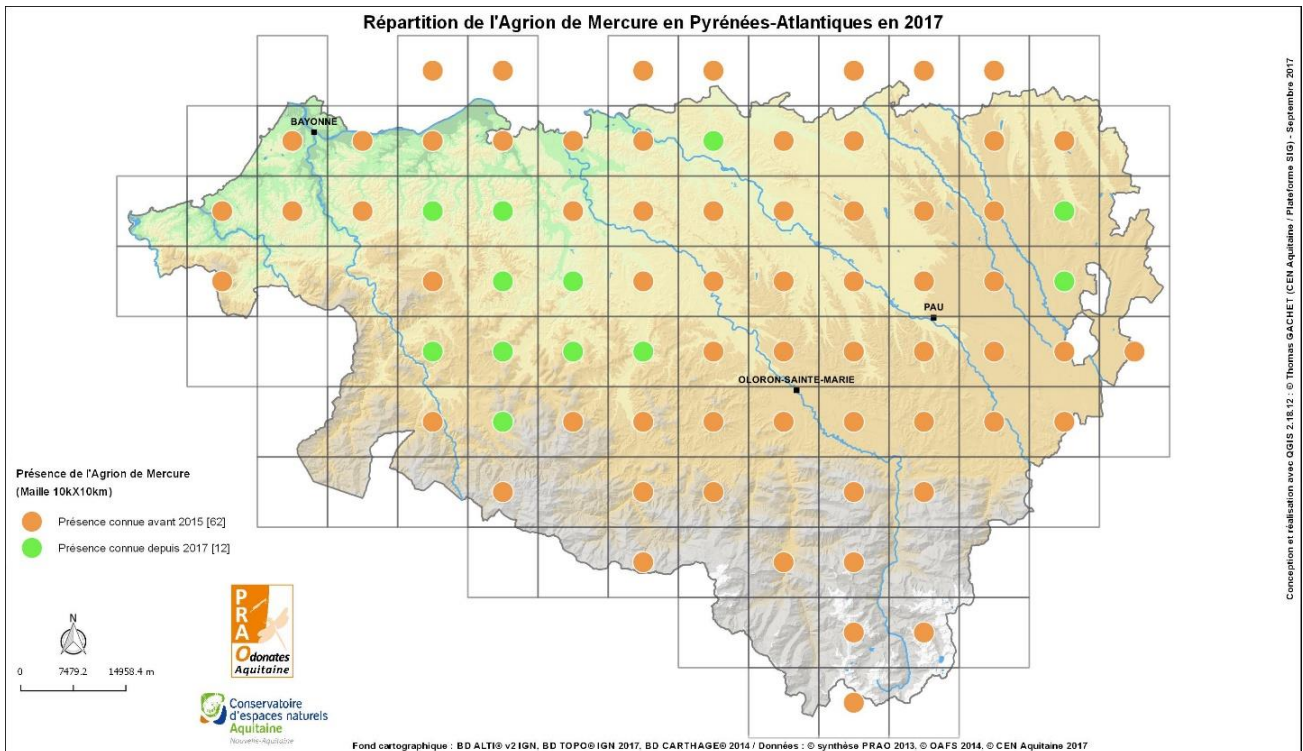 Répartition de l'Agrion de Mercure en Pyrénées-Atlantiques en 2017
BAYONNE
PAU
OLORON-SAINTE-MARIE
Présence de l'Agrion de Mercure
(Maille 10kX10km)
Présence connue avant 2015 [62]
Présence connue depuis 2017 [12]
N
0 7479.2 14958.4 m
PRA
Odonates
Aquitaine
Conservatoire
d'espaces naturels
Aquitaine
Nouvelle-Aquitaine
Fond cartographique : BD ALTI® v2 IGN, BD TOPO® IGN 2017, BD CARTHAGE® 2014 / Données : © synthèse PRAO 2013, © OAFS 2014, © CEN Aquitaine 2017
Conception et réalisation avec QGIS 2.18.12 : © Thomas GACHET (CEN Aquitaine / Plateforme SIG) - Septembre 2017